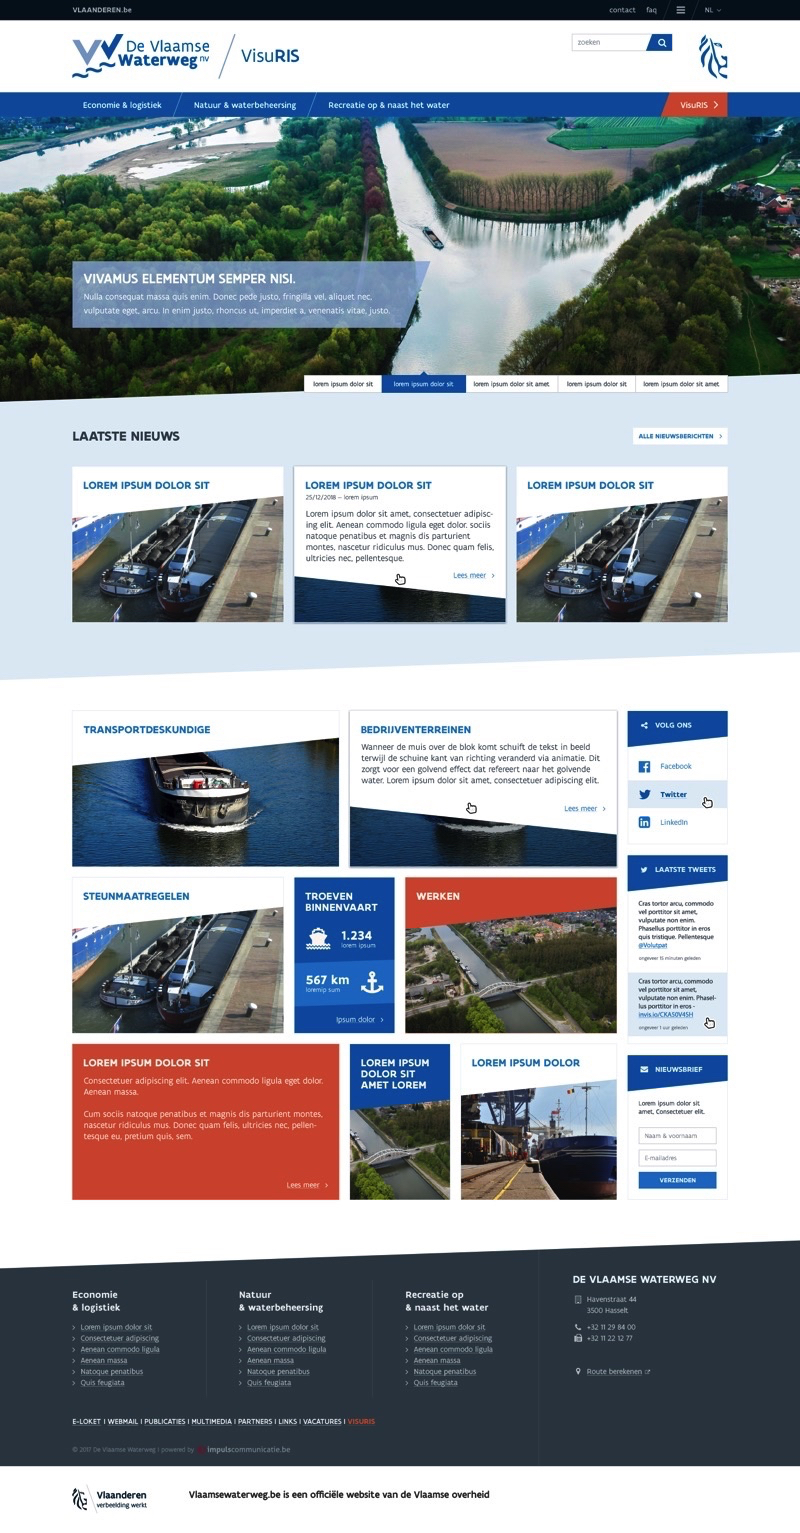 VLAANDEREN.be
contact faq NL
De Vlaamse
Waterweg nv
VisuRIS
zoeken
Economie & logistiek
Natuur & waterbeheersing
Recreatie op & naast het water
VisuRIS
VIVAMUS ELEMENTUM SEMPER NISI.
Nulla consequat massa quis enim. Donec pede justo, fringilla vel, aliquet nec,
vulputate eget, arcu. In enim justo, rhoncus ut, imperdiet a, venenatis vitae, justo.
lorem ipsum dolor sit
lorem ipsum dolor sit
lorem ipsum dolor sit amet
lorem ipsum dolor sit
lorem ipsum dolor sit amet
LAATSTE NIEUWS
ALLE NIEUWSBERICHTEN
LOREM IPSUM DOLOR SIT
LOREM IPSUM DOLOR SIT
25/12/2018 – lorem ipsum
Lorem ipsum dolor sit amet, consectetuer adipisc-
ing elit. Aenean commodo ligula eget dolor. sociis
natoque penatibus et magnis dis parturient
montes, nascetur ridiculus mus. Donec quam felis,
ultricies nec, pellentesque.
Lees meer
LOREM IPSUM DOLOR SIT
TRANSPORTDESKUNDIGE
BEDRIJVENTERREINEN
Wanneer de muis over de blok komt schuift de tekst in beeld
terwijl de schuine kant van richting veranderd via animatie. Dit
zorgt voor een golvend effect dat refereert naar het golvende
water. Lorem ipsum dolor sit amet, consectetuer adipiscing elit.
Lees meer
VOLG ONS
Facebook
Twitter
LinkedIn
STEUNMAATREGELEN
TROEVEN
BINNENVAART
1.234
lorem ipsum
567 km
loremip sum
Ipsum dolor
WERKEN
LAATSTE TWEETS
Cras tortor arcu, commodo
vel porttitor sit amet,
vulputate non enim.
Phasellus porttitor in eros
quis tristique. Pellentesque
@Volutpat
ongeveer 15 minuten geleden
Cras tortor arcu, commodo
vel porttitor sit amet,
vulputate non enim. Phasel-
lus porttitor in eros -
invis.io/CKA50V45H
ongeveer 1 uur geleden
LOREM IPSUM DOLOR SIT
Consectetuer adipiscing elit. Aenean commodo ligula eget dolor.
Aenean massa.
Cum sociis natoque penatibus et magnis dis parturient montes,
nascetur ridiculus mus. Donec quam felis, ultricies nec, pellen-
tesque eu, pretium quis, sem.
Lees meer
LOREM IPSUM
DOLOR SIT
AMET LOREM
LOREM IPSUM DOLOR
NIEUWSBRIEF
Lorem ipsum dolor sit
amet, Consectetuer elit.
Naam & voornaam
E-mailadres
VERZENDEN
Economie
& logistiek
Lorem ipsum dolor sit
Consectetuer adipiscing
Aenean commodo ligula
Aenean massa
Natoque penatibus
Quis feugiata
Natuur
& waterbeheersing
Lorem ipsum dolor sit
Consectetuer adipiscing
Aenean commodo ligula
Aenean massa
Natoque penatibus
Quis feugiata
Recreatie op
& naast het water
Lorem ipsum dolor sit
Consectetuer adipiscing
Aenean commodo ligula
Aenean massa
Natoque penatibus
Quis feugiata
DE VLAAMSE WATERWEG NV
Havenstraat 44
3500 Hasselt
+32 11 29 84 00
+32 11 22 12 77
Route berekenen
E-LOKET | WEBMAIL | PUBLICATIES | MULTIMEDIA | PARTNERS | LINKS | VACATURES | VISURIS
© 2017 De Vlaamse Waterweg | powered by impulscommunicatie.be
Vlaanderen
verbeelding werkt
Vlaamsewaterweg.be is een officiële website van de Vlaamse overheid